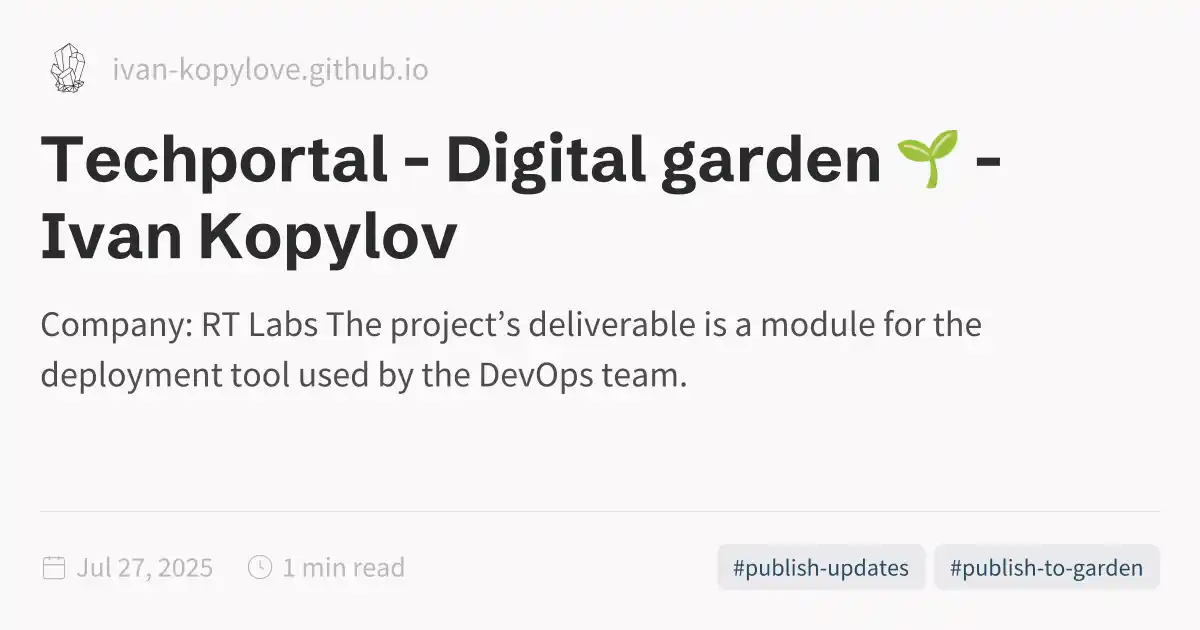 ivan-kopylove.github.io
Techportal - Digital garden 🌱 -
Ivan Kopylov
Company: RT Labs The project’s deliverable is a module for the
deployment tool used by the DevOps team.
Jul 27, 2025 1 min read #publish-updates #publish-to-garden